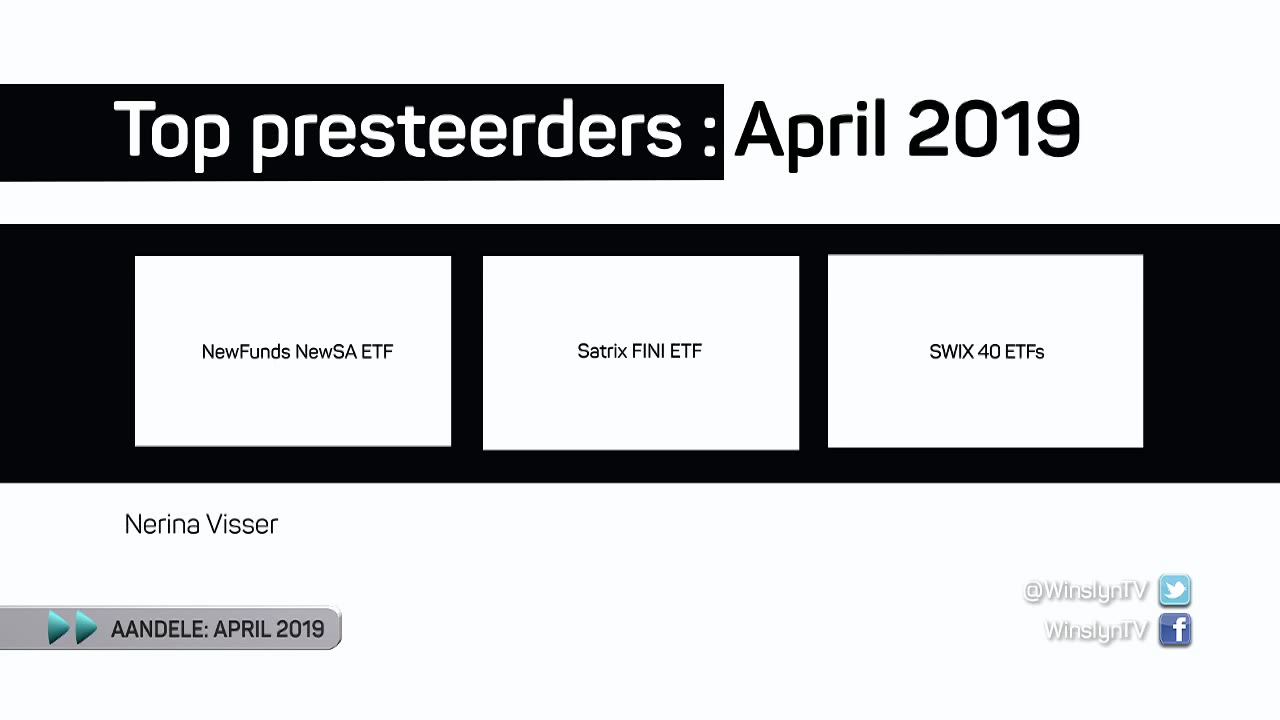 Top presteerders : April 2019
NewFunds NewSA ETF
Satrix FINI ETF
SWIX 40 ETFs
Nerina Visser
@WinslynTV
WinslynTV
AANDELE: APRIL 2019